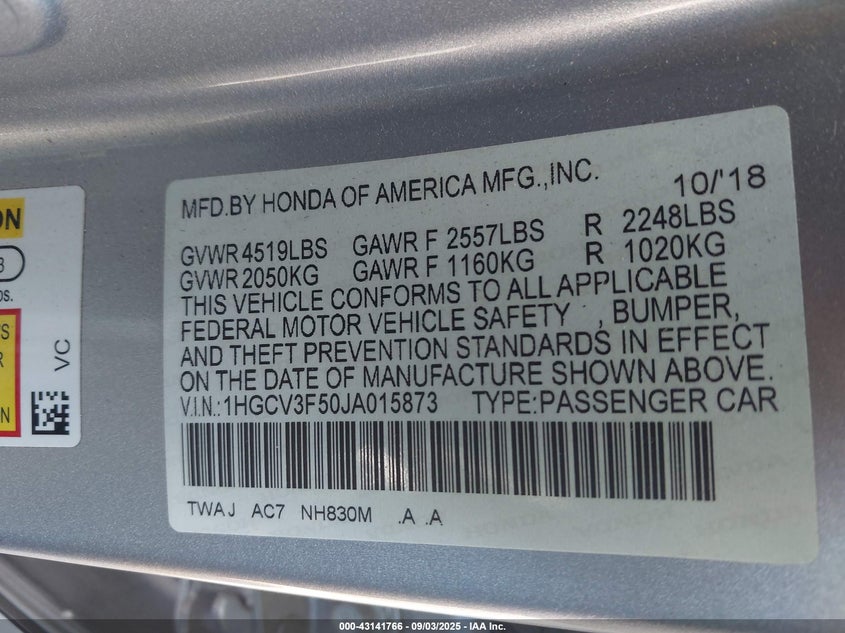 MFD.BY HONDA OF AMERICA MFG.,INC. 10/'18
GVWR 4519LBS GAWR F 2557LBS R 2248LBS
GVWR 2050KG GAWR F 1160KG R 1020KG
THIS VEHICLE CONFORMS TO ALL APPLICABLE
FEDERAL MOTOR VEHICLE SAFETY , BUMPER,
AND THEFT PREVENTION STANDARDS IN EFFECT
ON THE DATE OF MANUFACTURE SHOWN ABOVE.
V.I.N.:1HGCV3F50JA015873 TYPE:PASSENGER CAR
TWAJ AC7 NH830M .A .A
VC
000-43141766 - 09/03/2025 - IAA Inc.